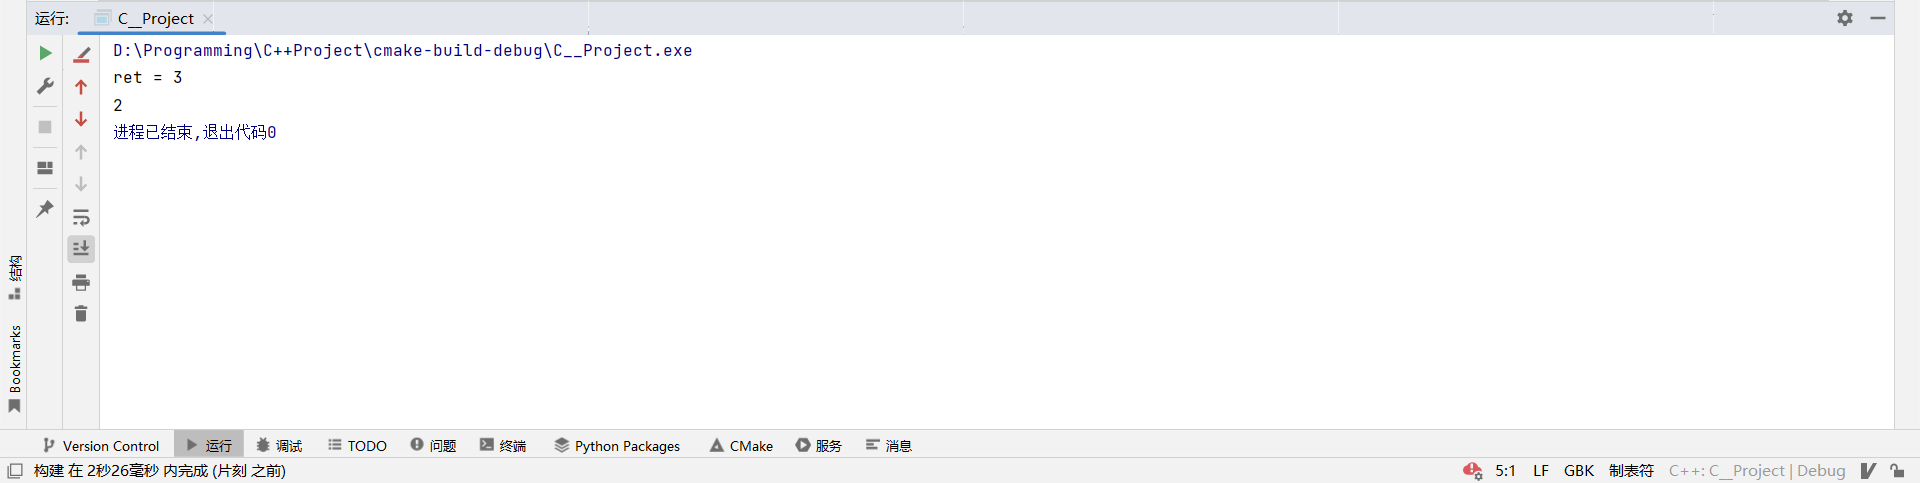 运行: C__Project
D:\Programming\C++Project\cmake-build-debug\C__Project.exe
ret = 3
2
进程已结束,退出代码0
结构
Bookmarks
Version Control 运行 调试 TODO 问题 终端 Python Packages CMake 服务 消息
构建 在 2秒26毫秒 内完成 (片刻 之前) 5:1 LF GBK 制表符 C++: C__Project | Debug